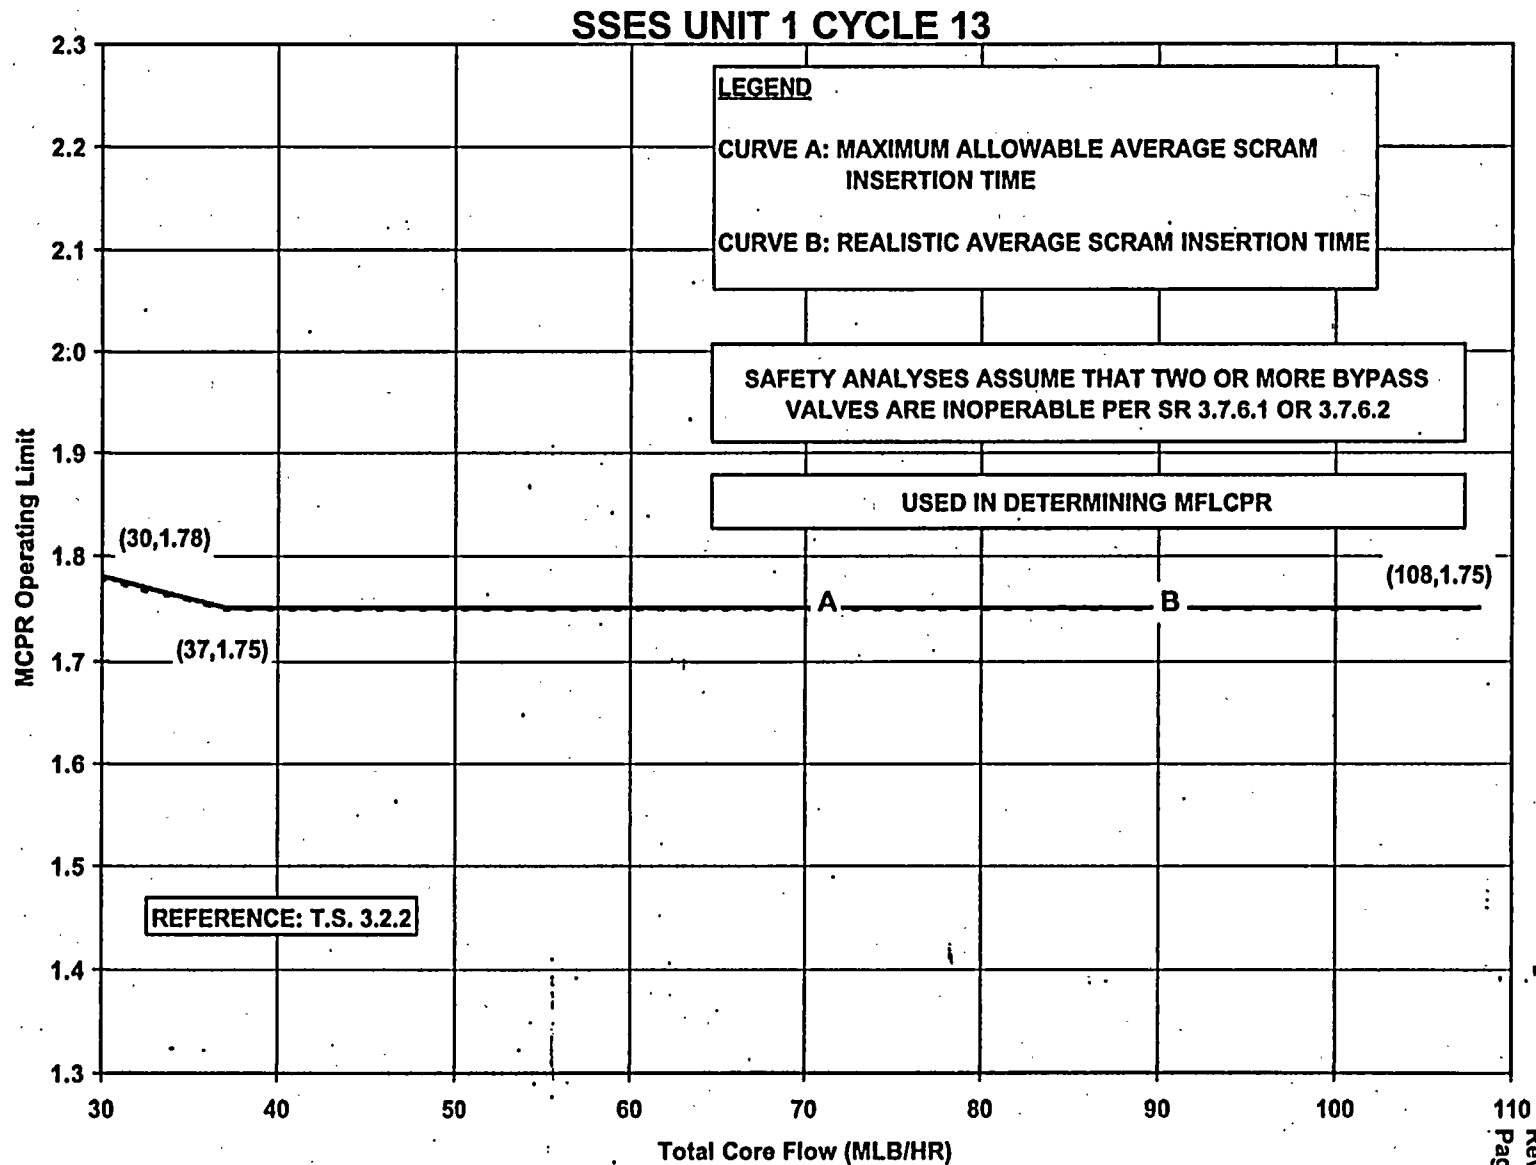 SSES UNIT 1 CYCLE 13
LEGEND
CURVE A: MAXIMUM ALLOWABLE AVERAGE SCRAM
INSERTION TIME
CURVE B: REALISTIC AVERAGE SCRAM INSERTION TIME
SAFETY ANALYSES ASSUME THAT TWO OR MORE BYPASS
VALVES ARE INOPERABLE PER SR 3.7.6.1 OR 3.7.6.2
USED IN DETERMINING MFLCPR
MCPR Operating Limit
2.3
2.2
2.1
2.0
1.9
1.8
1.7
1.6
1.5
1.4
1.3
(30,1.78)
(37,1.75)
A
B
(108,1.75)
REFERENCE: T.S. 3.2.2
30 40 50 60 70 80 90 100 110
Total Core Flow (MLB/HR)